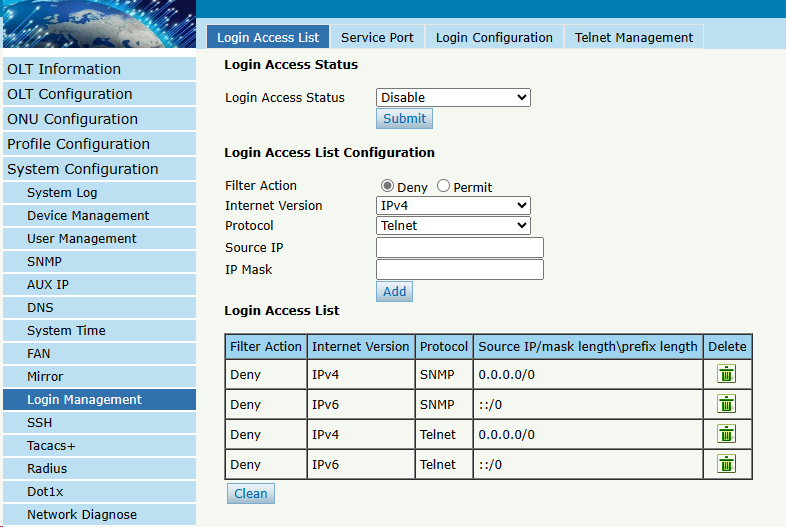 Login Access List Service Port Login Configuration Telnet Management
OLT Information
OLT Configuration
ONU Configuration
Profile Configuration
System Configuration
System Log
Device Management
User Management
SNMP
AUX IP
DNS
System Time
FAN
Mirror
Login Management
SSH
Tacacs+
Radius
Dot1x
Network Diagnose
Login Access Status
Login Access Status Disable
Submit
Login Access List Configuration
Filter Action Deny Permit
Internet Version IPv4
Protocol Telnet
Source IP
IP Mask
Add
Login Access List
Filter Action Internet Version Protocol Source IP/mask length\prefix length Delete
Deny IPv4 SNMP 0.0.0.0/0
Deny IPv6 SNMP ::/0
Deny IPv4 Telnet 0.0.0.0/0
Deny IPv6 Telnet ::/0
Clean